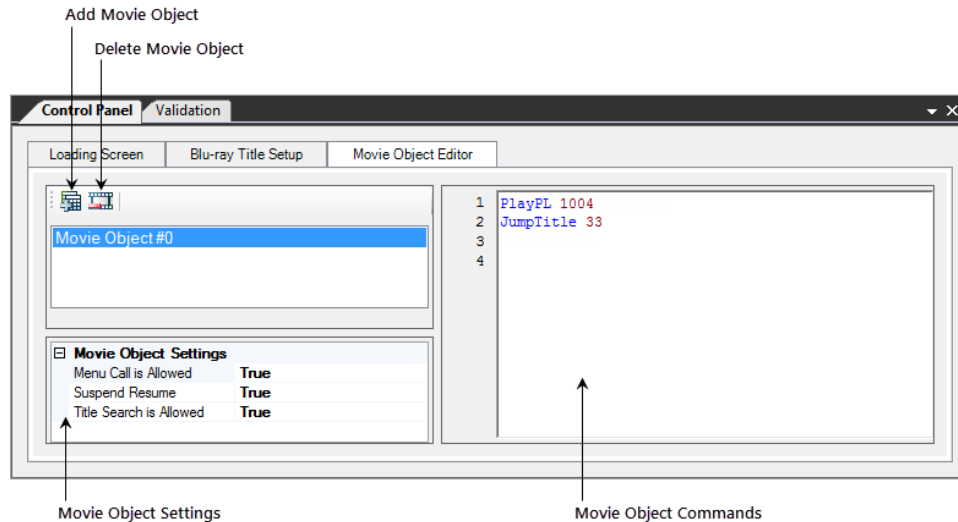 Add Movie Object
Delete Movie Object
Control Panel
Validation
Loading Screen
Blu-ray Title Setup
Movie Object Editor
Movie Object #0
1 PlayPL 1004
2 JumpTitle 33
3
4
Movie Object Settings
Menu Call is Allowed True
Suspend Resume True
Title Search is Allowed True
Movie Object Settings
Movie Object Commands